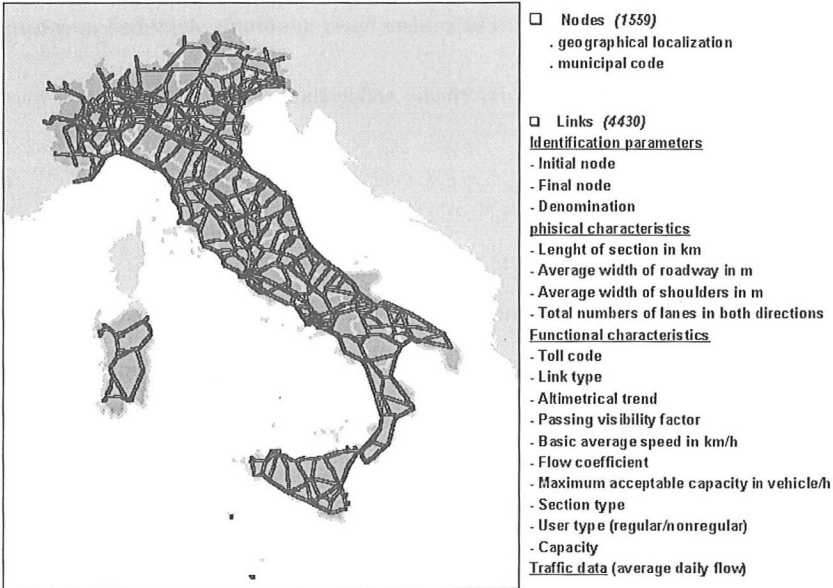 ❑ Nodes (1559)
. geographical localization
. municipal code
❑ Links (4430)
Identification parameters
- Initial node
- Final node
- Denomination
phisical characteristics
- Lenght of section in km
- Average width of roadway in m
- Average width of shoulders in m
- Total numbers of lanes in both directions
Functional characteristics
- Toll code
- Link type
- Altimetrical trend
- Passing visibility factor
- Basic average speed in km/h
- Flow coefficient
- Maximum acceptable capacity in vehicle/h
- Section type
- User type (regular/nonregular)
- Capacity
Traffic data (average daily flow)